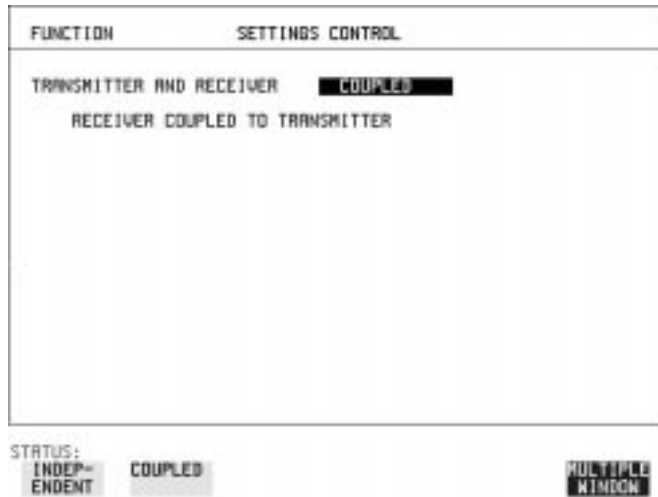 FUNCTION SETTINGS CONTROL
TRANSMITTER AND RECEIVER COUPLED
RECEIVER COUPLED TO TRANSMITTER
STATUS:
INDEP- COUPLED MULTIPLE
ENDENT WINDOW